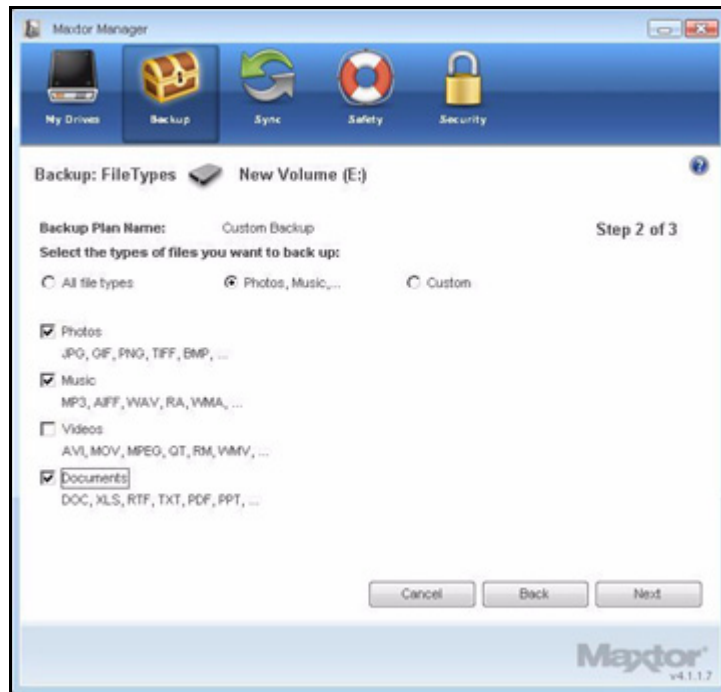 Maxtor Manager
My Drives Backup Sync Safety Security
Backup: FileTypes New Volume (E:)
Backup Plan Name: Custom Backup Step 2 of 3
Select the types of files you want to back up:
All file types Photos, Music,... Custom
Photos
JPG, GIF, PNG, TIFF, BMP, ...
Music
MP3, AIFF, WAV, RA, WMA, ...
Videos
AVI, MOV, MPEG, QT, RM, WMV, ...
Documents
DOC, XLS, RTF, TXT, PDF, PPT, ...
Cancel Back Next
Maxtor
v4.1.1.7